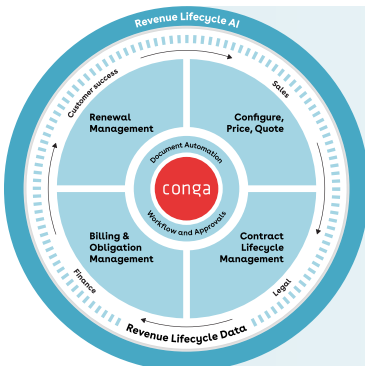 Revenue Lifecycle AI
Customer success
Sales
Renewal
Management
Configure,
Price, Quote
Document Automation
conga
Workflow and Approvals
Billing &
Obligation
Management
Contract
Lifecycle
Management
Finance
Legal
Revenue Lifecycle Data